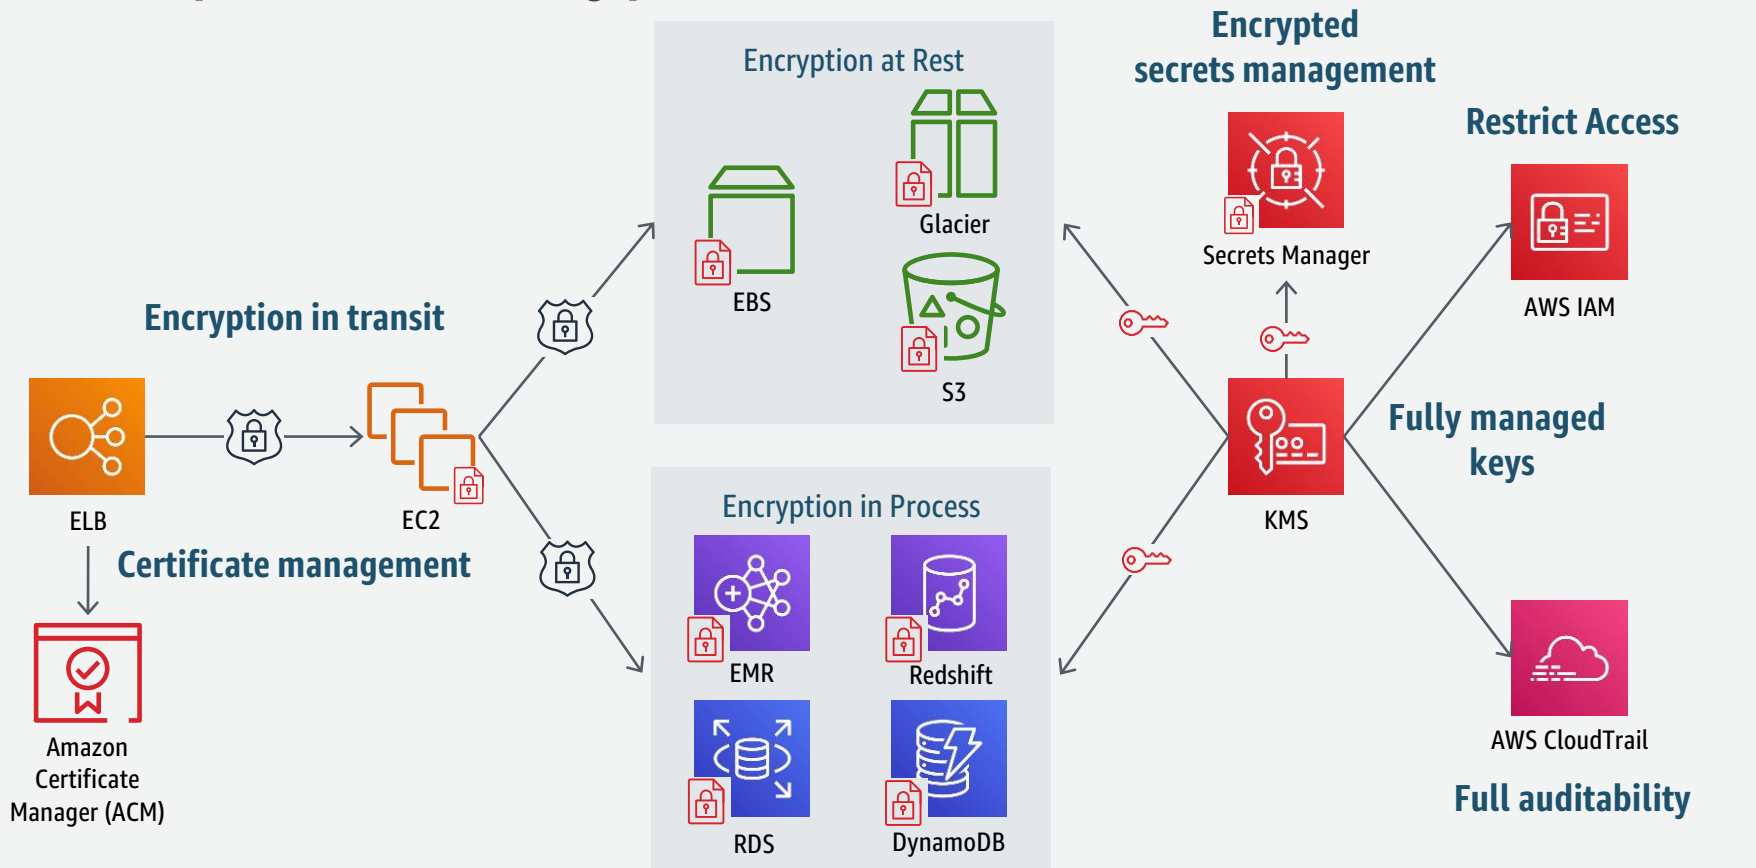 Encryption at Rest
Encrypted
secrets management
Restrict Access
Glacier
Secrets Manager
EBS
AWS IAM
Encryption in transit
S3
Fully managed
keys
ELB
EC2
KMS
Encryption in Process
Certificate management
EMR
Redshift
Amazon
Certificate
Manager (ACM)
AWS CloudTrail
RDS
DynamoDB
Full auditability